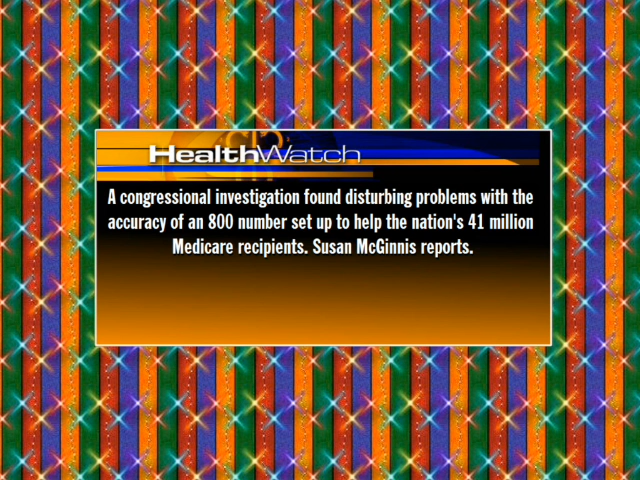 HealthWatch
A congressional investigation found disturbing problems with the
accuracy of an 800 number set up to help the nation's 41 million
Medicare recipients. Susan McGinnis reports.